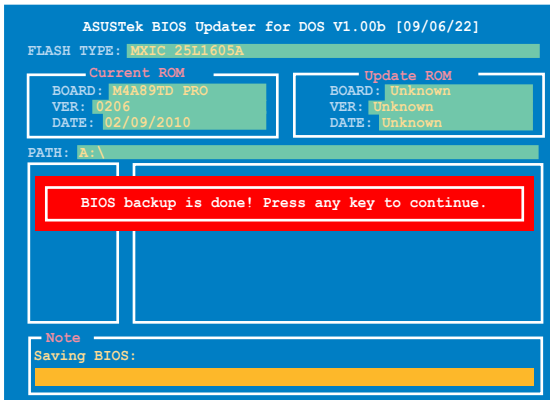 ASUSTek BIOS Updater for DOS V1.00b [09/06/22]
FLASH TYPE: MXIC 25L1605A
Current ROM
BOARD: M4A89TD PRO
VER: 0206
DATE: 02/09/2010
Update ROM
BOARD: Unknown
VER: Unknown
DATE: Unknown
PATH: A:\
BIOS backup is done! Press any key to continue.
Note
Saving BIOS: